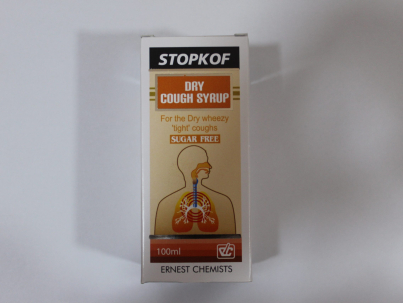 STOPKOF
DRY
COUGH SYRUP
For the Dry wheezy
'tight' coughs
SUGAR FREE
100ml
ERNEST CHEMISTS